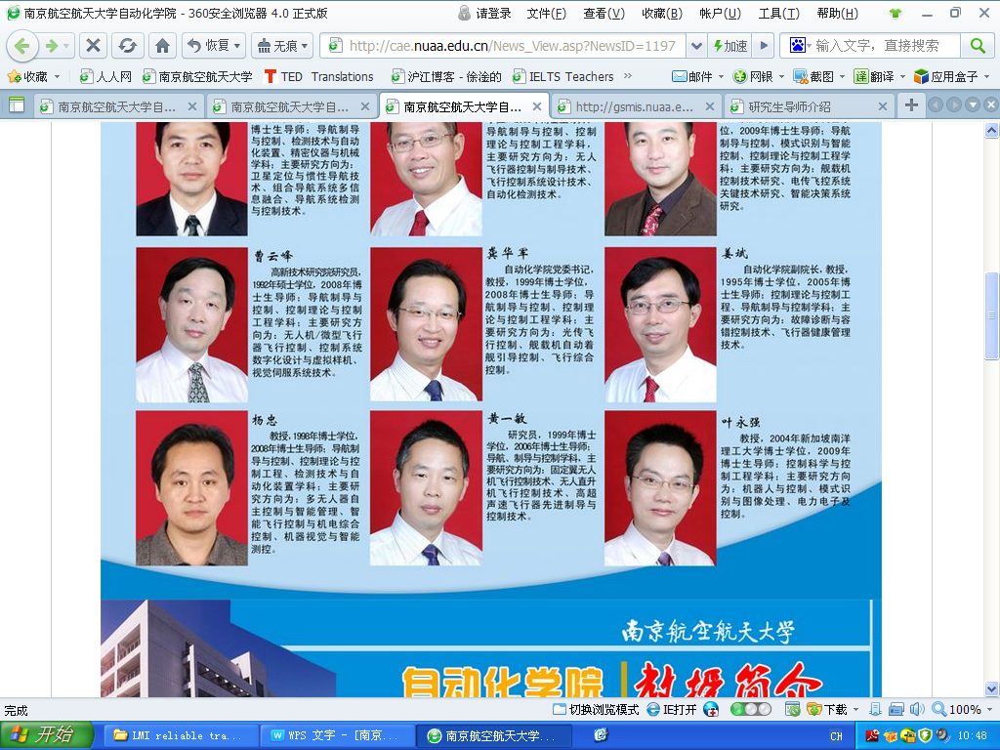 南京航空航天大学自动化学院 - 360安全浏览器 4.0 正式版
请登录 文件(F) 查看(V) 收藏(B) 帐户(U) 工具(T) 帮助(H)
恢复 无痕 http://cae.nuaa.edu.cn/News_View.asp?NewsID=1197 加速 输入文字，直接搜索
收藏 人人网 南京航空航天大学 TED Translations 沪江博客 - 徐淦的 IELTS Teachers » 邮件 网银 截图 翻译 应用盒子
南京航空航天大学自... 南京航空航天大学自... 南京航空航天大学自... http://gsmis.nuaa.e... 研究生导师介绍
博士生导师；导航制导
与控制、检测技术与自动
化装置、精密仪器与机械
学科；主要研究方向为：
卫星定位与惯性导航技
术、组合导航系统多信
息融合、导航系统检测
与控制技术。
导航制导与控制、控制
理论与控制工程学科，
主要研究方向为：无人
飞行器控制与制导技术、
飞行控制系统设计技术、
自动化检测技术。
位，2009年博士生导师；导航
制导与控制、模式识别与智能
控制、控制理论与控制工程学
科；主要研究方向为：舰载机
控制技术研究、电传飞控系统
关键技术研究、智能决策系统
研究。
曹云峰
高新技术研究院研究员，
1992年硕士学位，2008年博
士生导师；导航制导与
控制、控制理论与控制
工程学科；主要研究方
向为：无人机/微型飞行
器飞行控制、控制系统
数字化设计与虚拟样机、
视觉伺服系统技术。
龚华军
自动化学院党委书记，
教授，1999年博士学位，
2008年博士生导师；导
航制导与控制、控制理
论与控制工程学科；主
要研究方向为：光传飞
行控制、舰载机自动着
舰引导控制、飞行综合
控制。
姜斌
自动化学院副院长，教授，
1995年博士学位，2005年博
士生导师；控制理论与控制工
程、导航制导与控制学科；主
要研究方向为：故障诊断与容
错控制技术、飞行器健康管理
技术。
杨忠
教授，1998年博士学位，
2008年博士生导师；导航制
导与控制、控制理论与控
制工程、检测技术与自
动化装置学科；主要研
究方向为：多无人器自
主控制与智能管理、智
能飞行控制与机电综合
控制、机器视觉与智能
测控。
黄一敏
研究员，1999年博士
学位，2006年博士生导师；
导航、制导与控制学科，主
要研究方向为：固定翼无人
机飞行控制技术、无人直升
机飞行控制技术、高超
声速飞行器先进制导与
控制技术。
叶永强
教授，2004年新加坡南洋
理工大学博士学位，2009年
博士生导师；控制科学与控
制工程学科；主要研究方向
为：机器人与控制、模式识
别与图像处理、电力电子及
控制。
南京航空航天大学
自动化学院 教授简介
完成 切换浏览模式 IE打开 下载 100%
开始 LMI reliable tra... WPS 文字 - [南京... 南京航空航天大学... CH 10:48